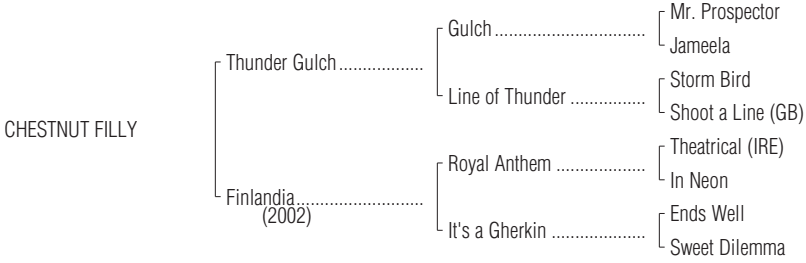 Mr. Prospector
Gulch ................................
Jameela
Thunder Gulch ..................
Storm Bird
Line of Thunder ................
Shoot a Line (GB)
CHESTNUT FILLY
Theatrical (IRE)
Royal Anthem ...................
In Neon
Finlandia ...........................
(2002)
Ends Well
It's a Gherkin ....................
Sweet Dilemma